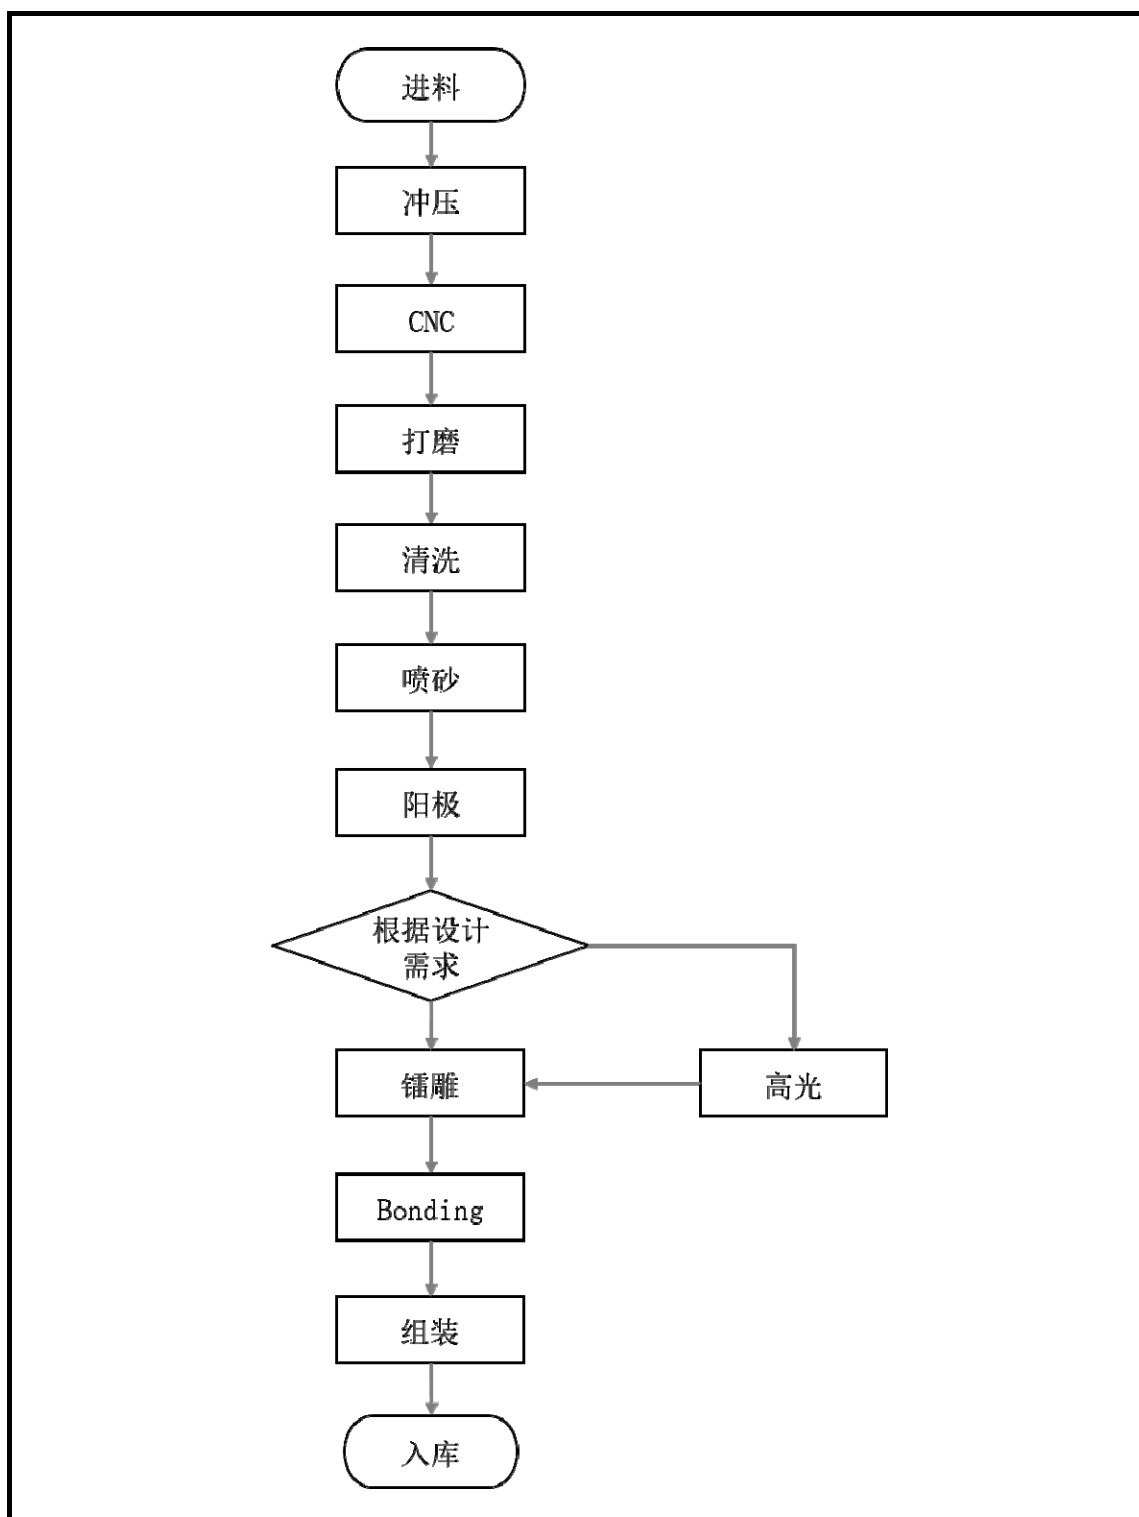 进料
冲压
CNC
打磨
清洗
喷砂
阳极
根据设计
需求
镭雕
高光
Bonding
组装
入库